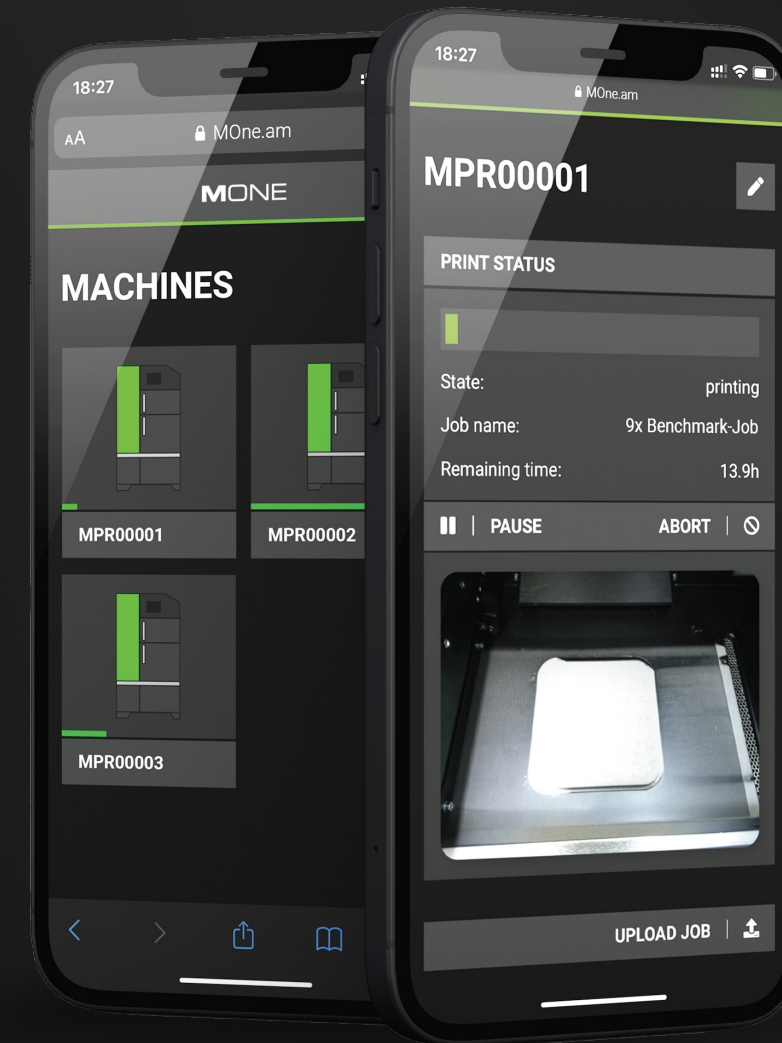 18:27
AA
MOne.am
MONE
MACHINES
MPR00001
MPR00002
MPR00003
18:27
MOne.am
MPR00001
PRINT STATUS
State: printing
Job name: 9x Benchmark-Job
Remaining time: 13.9h
PAUSE ABORT
UPLOAD JOB